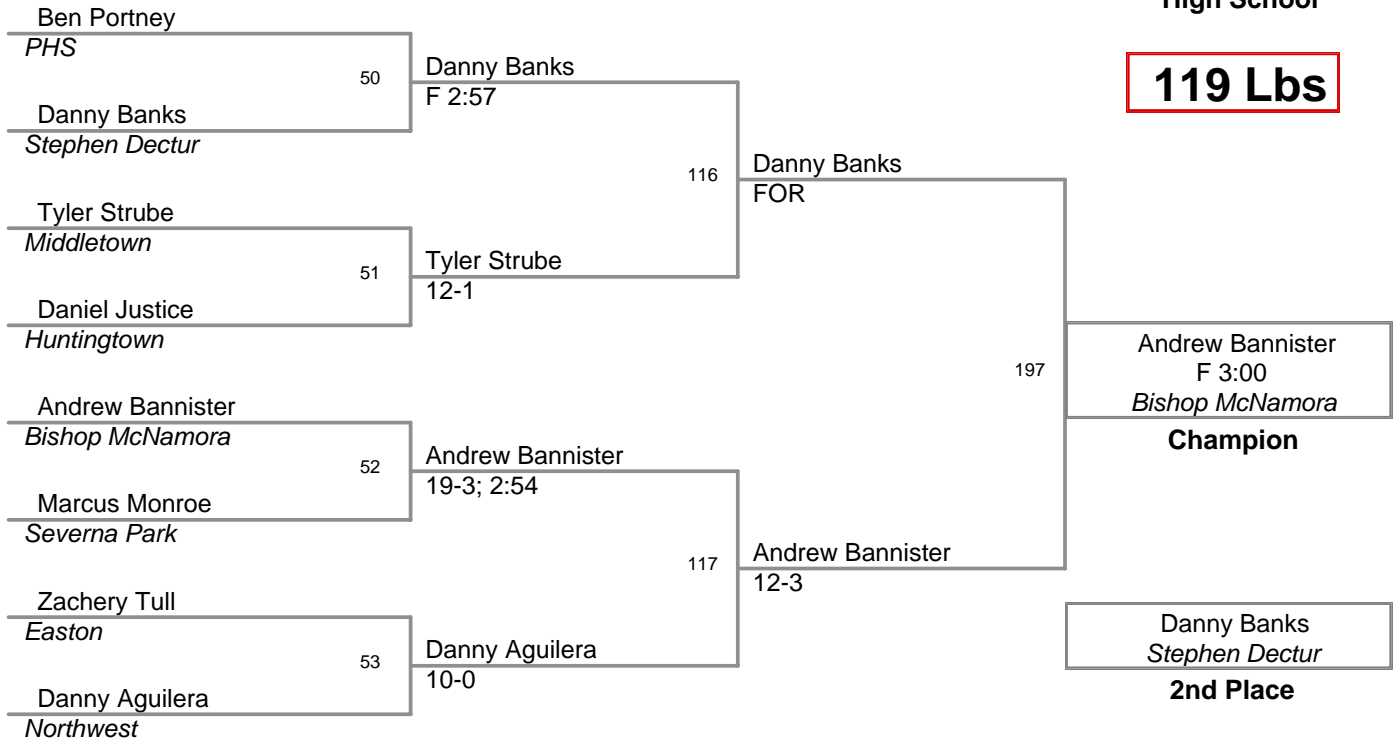 High School
119 Lbs
Ben Portney
PHS
50
Danny Banks
Stephen Dectur
Danny Banks
F 2:57
Tyler Strube
Middletown
51
Daniel Justice
Huntingtown
Tyler Strube
12-1
116
Danny Banks
FOR
Andrew Bannister
Bishop McNamora
52
Marcus Monroe
Severna Park
Andrew Bannister
19-3; 2:54
Zachery Tull
Easton
53
Danny Aguilera
Northwest
Danny Aguilera
10-0
117
Andrew Bannister
12-3
197
Andrew Bannister
F 3:00
Bishop McNamora
Champion
Danny Banks
Stephen Dectur
2nd Place